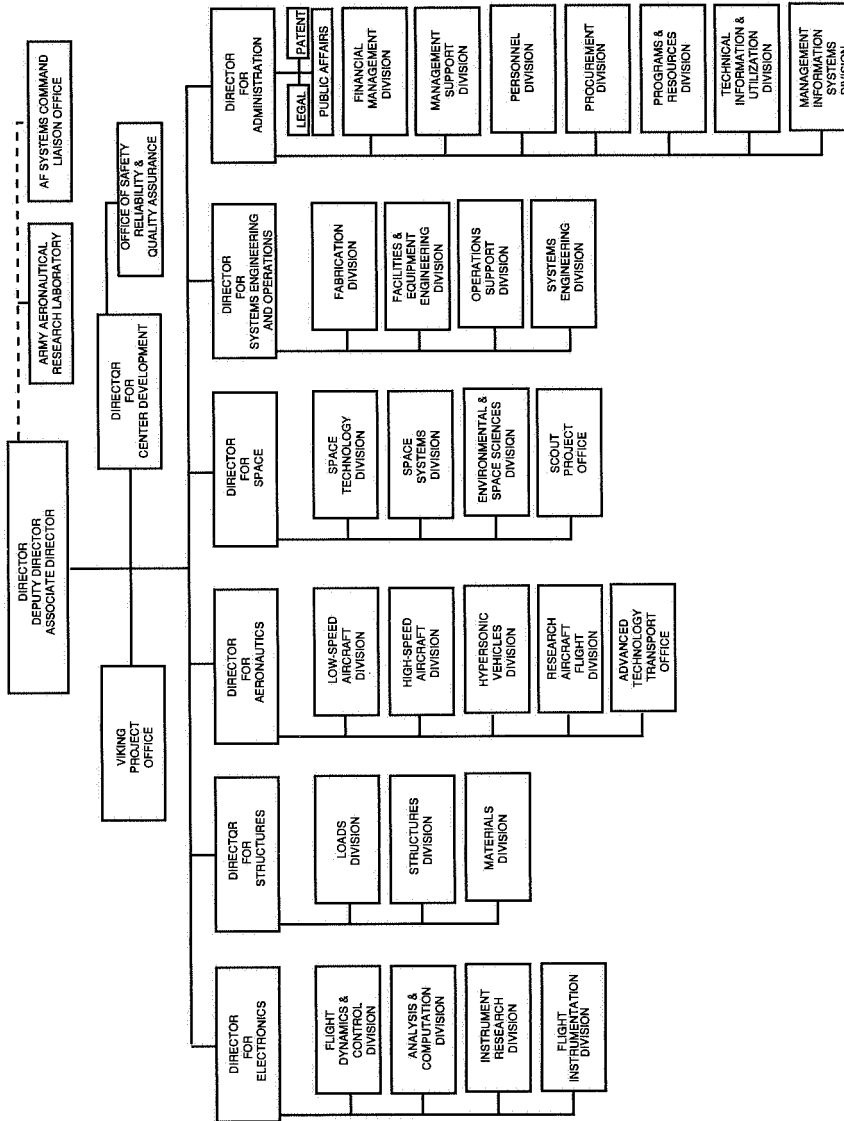 DIRECTOR
DEPUTY DIRECTOR
ASSOCIATE DIRECTOR
ARMY AERONAUTICAL
RESEARCH LABORATORY
AF SYSTEMS COMMAND
LIAISON OFFICE
VIKING
PROJECT
OFFICE
DIRECTQR
FOR
CENTER DEVELOPMENT
OFFICE OF SAFETY
RELIABILITY &
QUALITY ASSURANCE
DIRECTOR
FOR
ELECTRONICS
FLIGHT
DYNAMICS &
CONTROL
DIVISION
ANALYSIS &
COMPUTATION
DIVISION
INSTRUMENT
RESEARCH
DIVISION
FLIGHT
INSTRUMENTATION
DIVISION
DIRECTQR
FOR
STRUCTURES
LOADS
DIVISION
STRUCTURES
DIVISION
MATERIALS
DIVISION
DIRECTOR
FOR
AERONAUTICS
LOW-SPEED
AIRCRAFT
DIVISION
HIGH-SPEED
AIRCRAFT
DIVISION
HYPERSONIC
VEHICLES
DIVISION
RESEARCH
AIRCRAFT
FLIGHT
DIVISION
ADVANCED
TECHNOLOGY
TRANSPORT
OFFICE
DIRECTOR
FOR
SPACE
SPACE
TECHNOLOGY
DIVISION
SPACE
SYSTEMS
DIVISION
ENVIRONMENTAL &
SPACE SCIENCES
DIVISIQN
SCOUT
PROJECT
OFFICE
DIRECTOR
FOR
SYSTEMS ENGINEERING
AND OPERATIONS
FABRICATION
DIVISION
FACILITIES &
EQUIPMENT
ENGINEERING
DIVISION
OPERATIONS
SUPPORT
DIVISION
SYSTEMS
ENGINEERING
DIVISION
DIRECTOR
FOR
ADMINISTRATION
LEGAL
PATENT
PUBLIC AFFAIRS
FINANCIAL
MANAGEMENT
DIVISION
MANAGEMENT
SUPPORT
DIVISION
PERSONNEL
DIVISION
PROCUREMENT
DIVISION
PROGRAMS &
RESOURCES
DIVISION
TECHNICAL
INFORMATION &
UTILIZATION
DIVISION
MANAGEMENT
INFORMATION
SYSTEMS
DIVISION